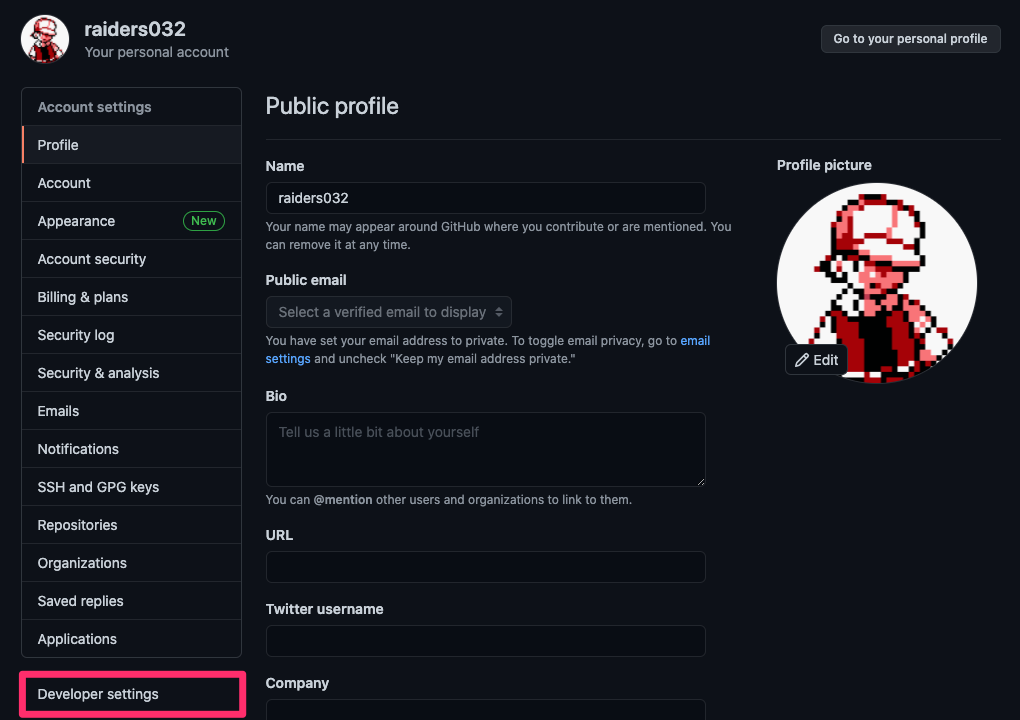 raiders032
Your personal account
Go to your personal profile
Account settings
Profile
Account
Appearance New
Account security
Billing & plans
Security log
Security & analysis
Emails
Notifications
SSH and GPG keys
Repositories
Organizations
Saved replies
Applications
Developer settings
Public profile
Name
raiders032
Your name may appear around GitHub where you contribute or are mentioned. You
can remove it at any time.
Public email
Select a verified email to display
You have set your email address to private. To toggle email privacy, go to email
settings and uncheck "Keep my email address private."
Bio
Tell us a little bit about yourself
You can @mention other users and organizations to link to them.
URL
Twitter username
Company
Profile picture
Edit